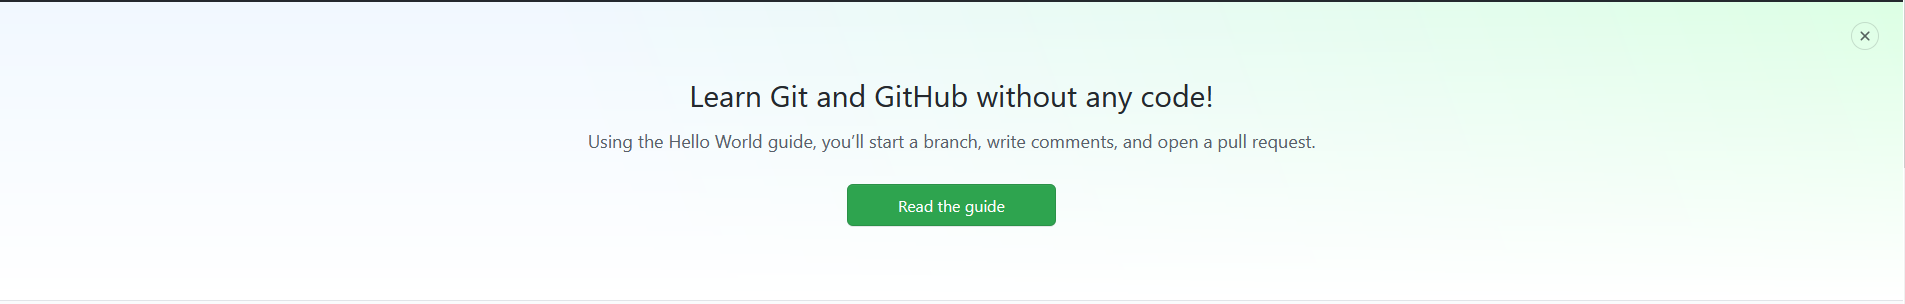 Learn Git and GitHub without any code!
Using the Hello World guide, you’ll start a branch, write comments, and open a pull request.
Read the guide